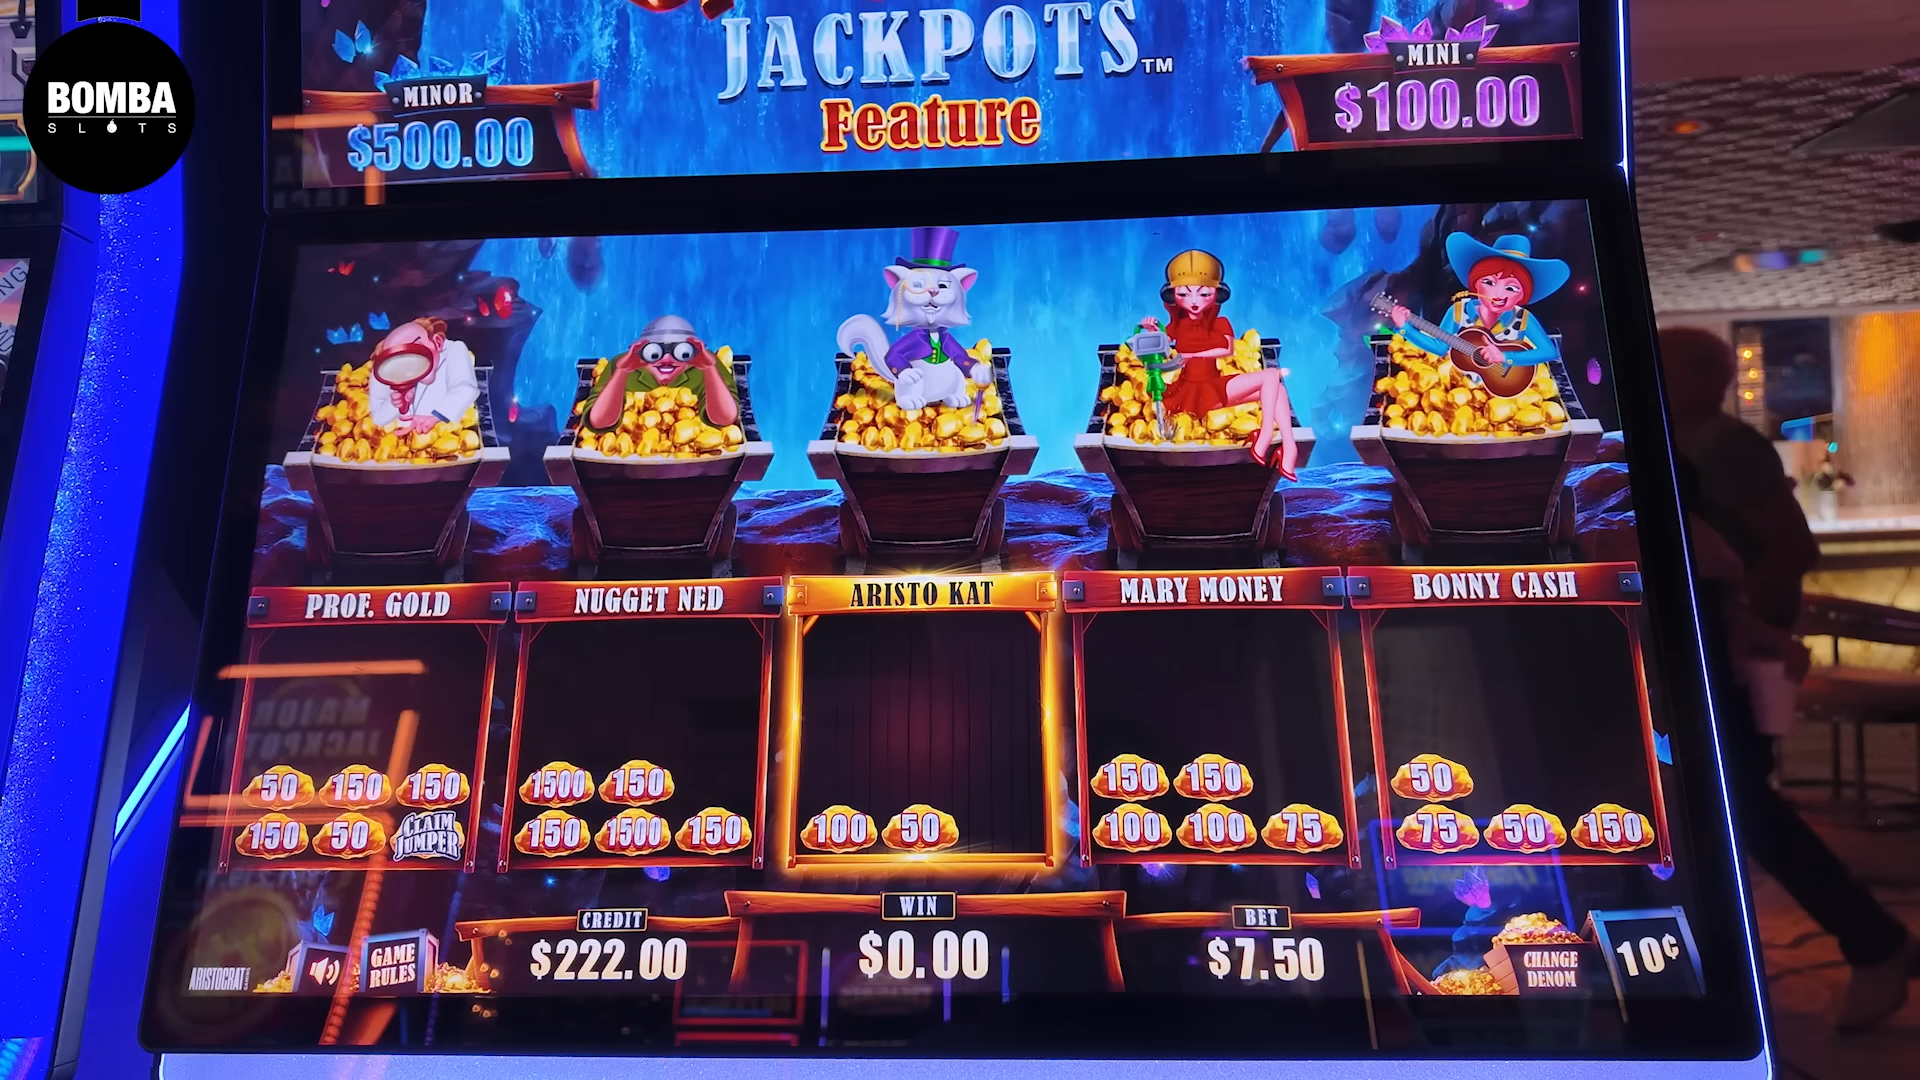 BOMBA
SLOTS
JACKPOTS™
Feature
MINOR
$500.00
MINI
$100.00
PROF. GOLD
NUGGET NED
ARISTO KAT
MARY MONEY
BONNY CASH
50 150 150
150 50 CLAIM JUMPER
1500 150
150 1500 150
100 50
150 150
100 100 75
50
75 50 150
CREDIT
$222.00
WIN
$0.00
BET
$7.50
ARISTOCRAT
GAME
RULES
CHANGE
DENOM
10¢